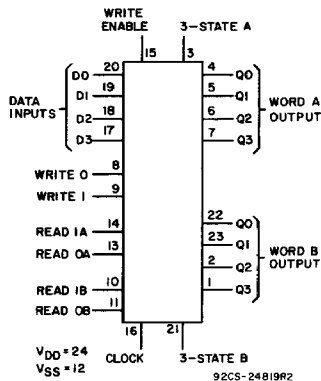 WRITE
ENABLE
3-STATE A
15
3
DATA
INPUTS
D0 20
D1 19
D2 18
D3 17
4 Q0
5 Q1
6 Q2
7 Q3
WORD A
OUTPUT
WRITE 0 8
WRITE 1 9
READ 1A 14
READ 0A 13
READ 1B 10
READ 0B 11
22 Q0
23 Q1
2 Q2
1 Q3
WORD B
OUTPUT
16
21
VDD = 24
VSS = 12
CLOCK
3-STATE B
92CS-24819R2